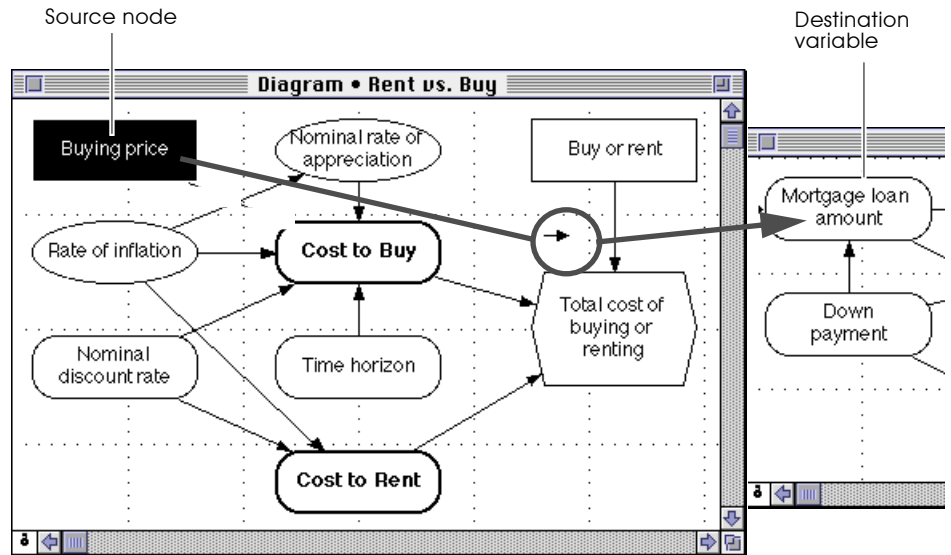 Source node
Destination
variable
Diagram • Rent vs. Buy
Buying price
Nominal rate of
appreciation
Buy or rent
Mortgage loan
amount
Rate of inflation
Cost to Buy
Total cost of
buying or
renting
Down
payment
Nominal
discount rate
Time horizon
Cost to Rent